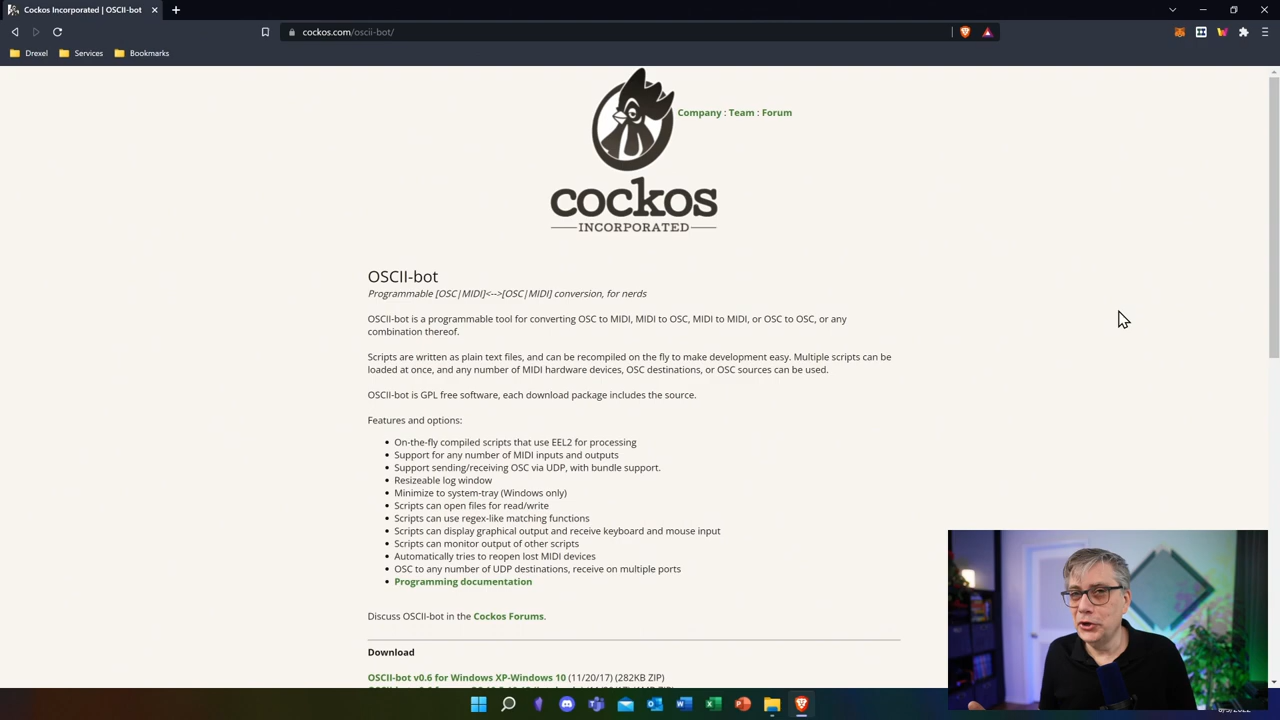 Cockos Incorporated | OSCII-bot
cockos.com/oscii-bot/
Drexel
Services
Bookmarks
Company : Team : Forum
cockos
INCORPORATED
OSCII-bot
Programmable [OSC|MIDI]<-->[OSC|MIDI] conversion, for nerds
OSCII-bot is a programmable tool for converting OSC to MIDI, MIDI to OSC, MIDI to MIDI, or OSC to OSC, or any
combination thereof.
Scripts are written as plain text files, and can be recompiled on the fly to make development easy. Multiple scripts can be
loaded at once, and any number of MIDI hardware devices, OSC destinations, or OSC sources can be used.
OSCII-bot is GPL free software, each download package includes the source.
Features and options:
On-the-fly compiled scripts that use EEL2 for processing
Support for any number of MIDI inputs and outputs
Support sending/receiving OSC via UDP, with bundle support.
Resizeable log window
Minimize to system-tray (Windows only)
Scripts can open files for read/write
Scripts can use regex-like matching functions
Scripts can display graphical output and receive keyboard and mouse input
Scripts can monitor output of other scripts
Automatically tries to reopen lost MIDI devices
OSC to any number of UDP destinations, receive on multiple ports
Programming documentation
Discuss OSCII-bot in the Cockos Forums.
Download
OSCII-bot v0.6 for Windows XP-Windows 10 (11/20/17) (282KB ZIP)